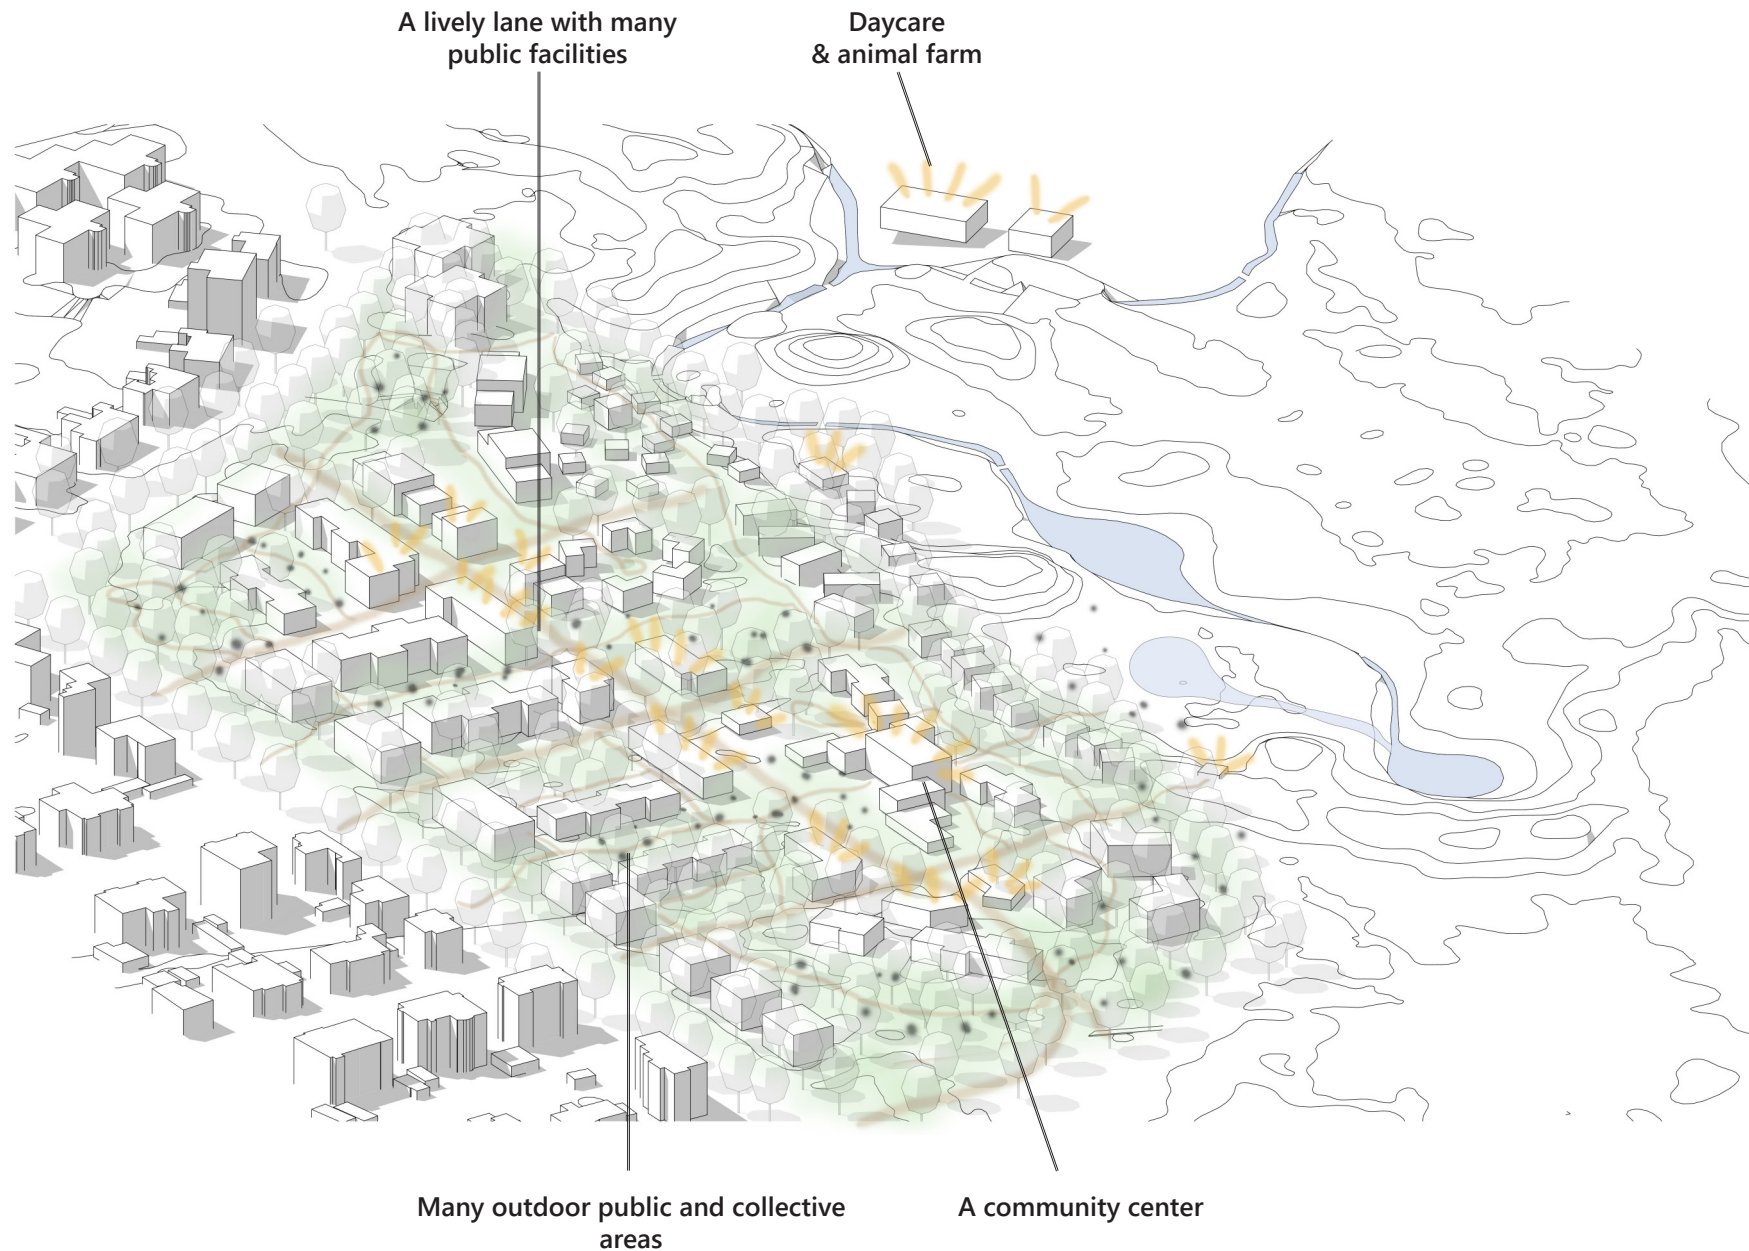 A lively lane with many
public facilities
Daycare
& animal farm
Many outdoor public and collective
areas
A community center